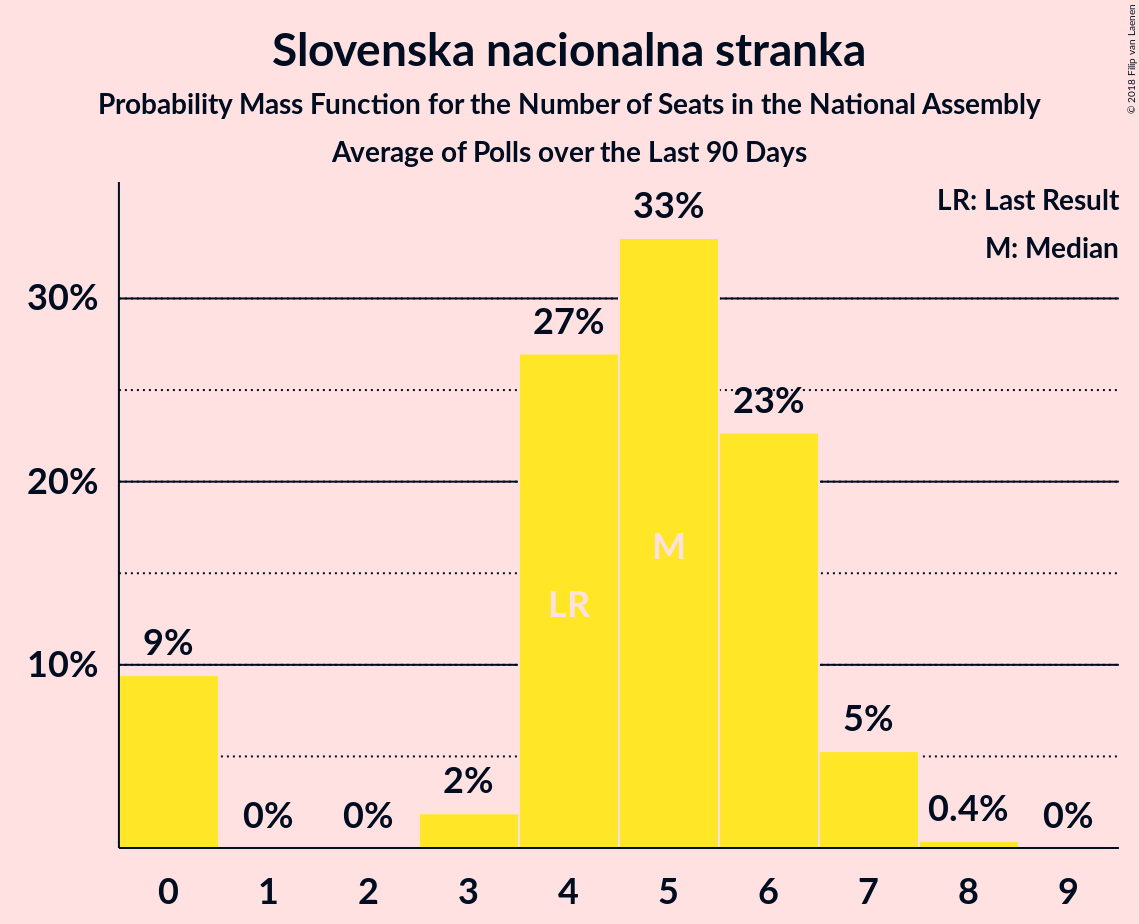 Slovenska nacionalna stranka
Probability Mass Function for the Number of Seats in the National Assembly
Average of Polls over the Last 90 Days
© 2018 Filip van Laenen
LR: Last Result
M: Median
30%
20%
10%
9%
0%
0%
2%
27%
33%
23%
5%
0.4%
0%
LR
M
0 1 2 3 4 5 6 7 8 9